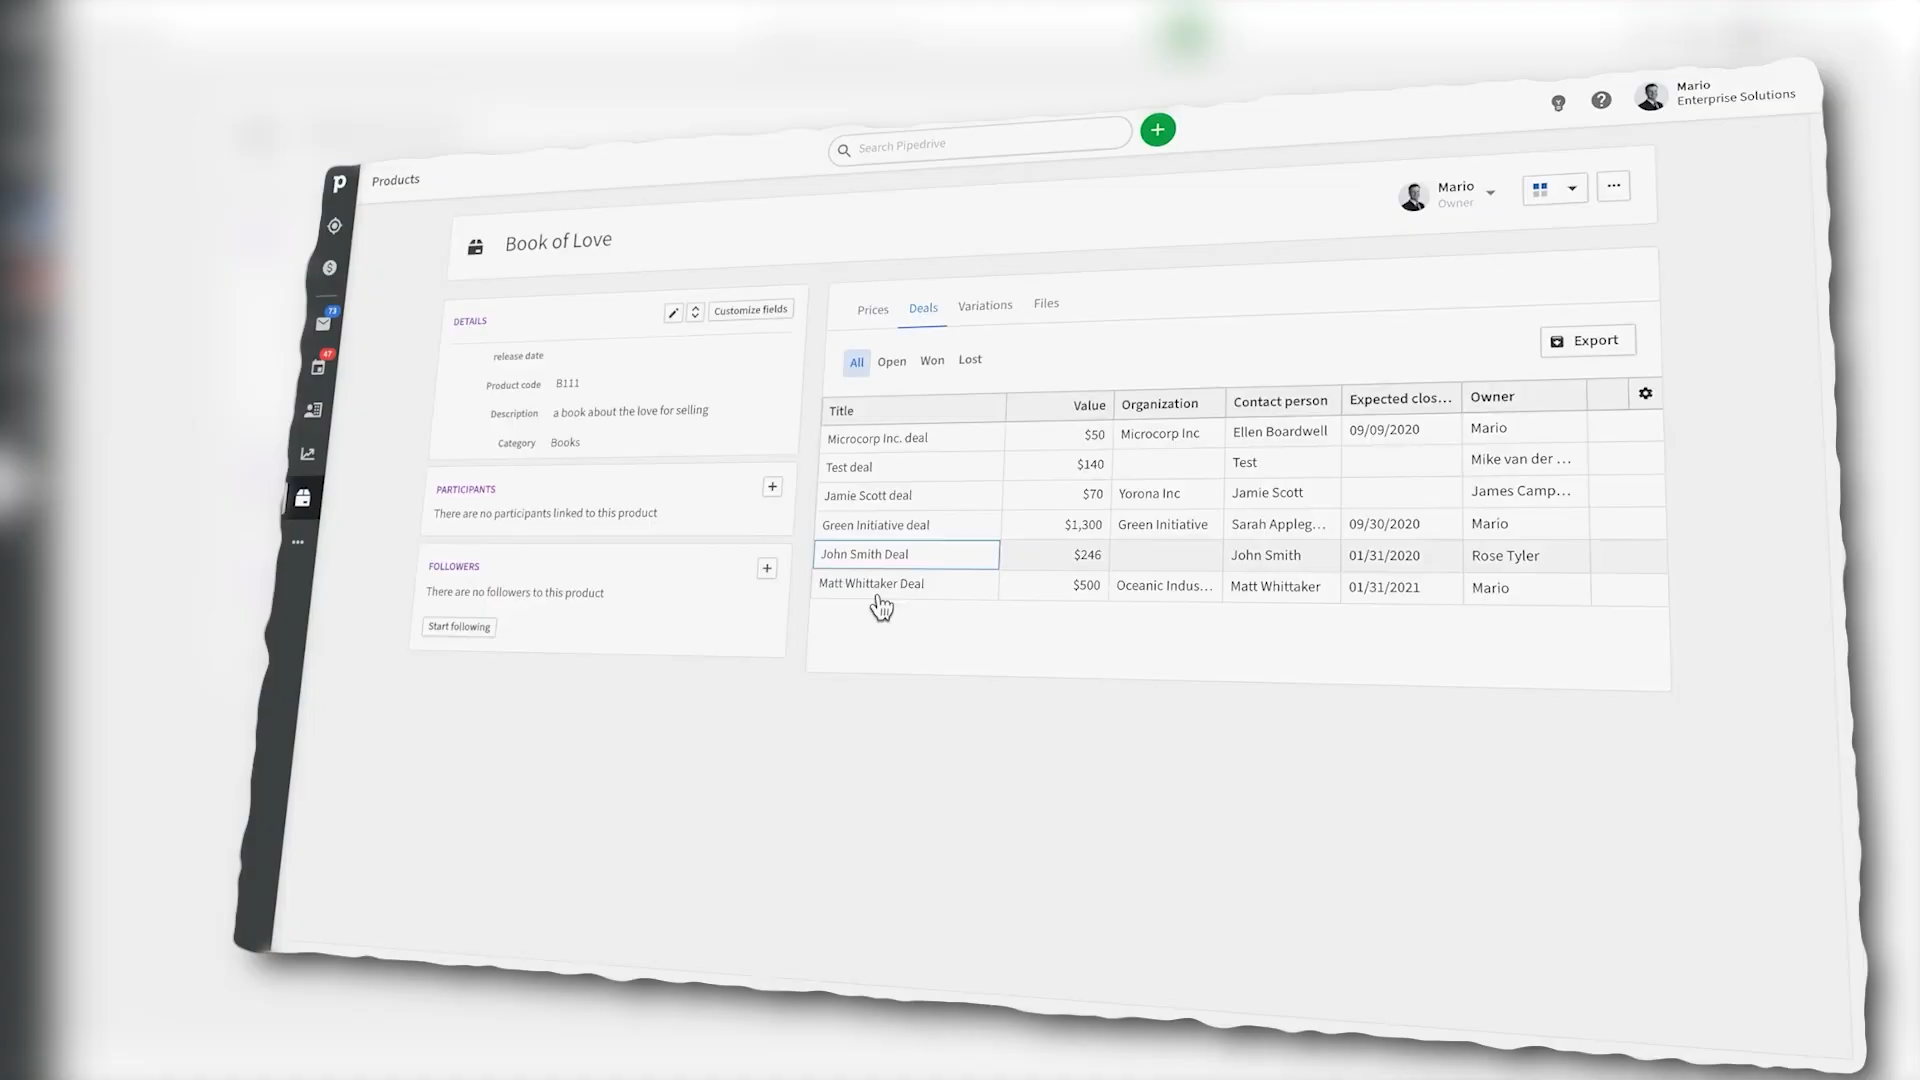 Mario
Enterprise Solutions
Search Pipedrive
Products
Mario
Owner
Book of Love
73
47
DETAILS
Customize fields
release date
Product code B111
Description a book about the love for selling
Category Books
PARTICIPANTS
There are no participants linked to this product
FOLLOWERS
There are no followers to this product
Start following
Prices Deals Variations Files
All Open Won Lost
Export
Title Value Organization Contact person Expected clos... Owner
Microcorp Inc. deal $50 Microcorp Inc Ellen Boardwell 09/09/2020 Mario
Test deal $140 Test Mike van der ...
Jamie Scott deal $70 Yorona Inc Jamie Scott James Camp...
Green Initiative deal $1,300 Green Initiative Sarah Appleg... 09/30/2020 Mario
John Smith Deal $246 John Smith 01/31/2020 Rose Tyler
Matt Whittaker Deal $500 Oceanic Indus... Matt Whittaker 01/31/2021 Mario